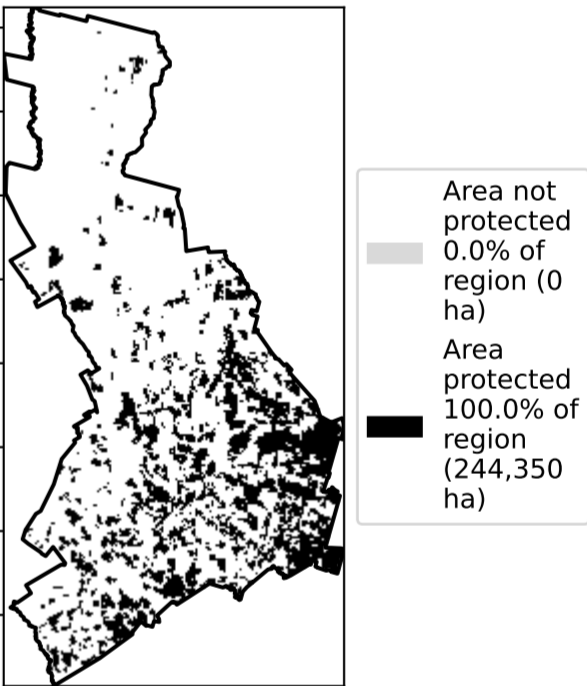 Area not
protected
0.0% of
region (0
ha)
Area
protected
100.0% of
region
(244,350
ha)